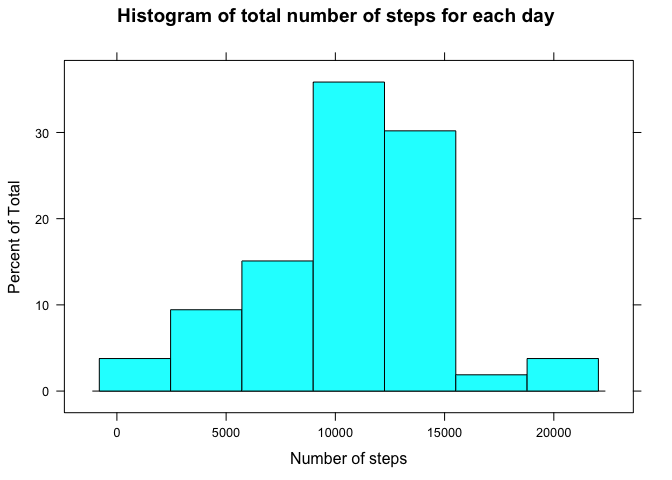 Histogram of total number of steps for each day
Percent of Total
30
20
10
0
0 5000 10000 15000 20000
Number of steps